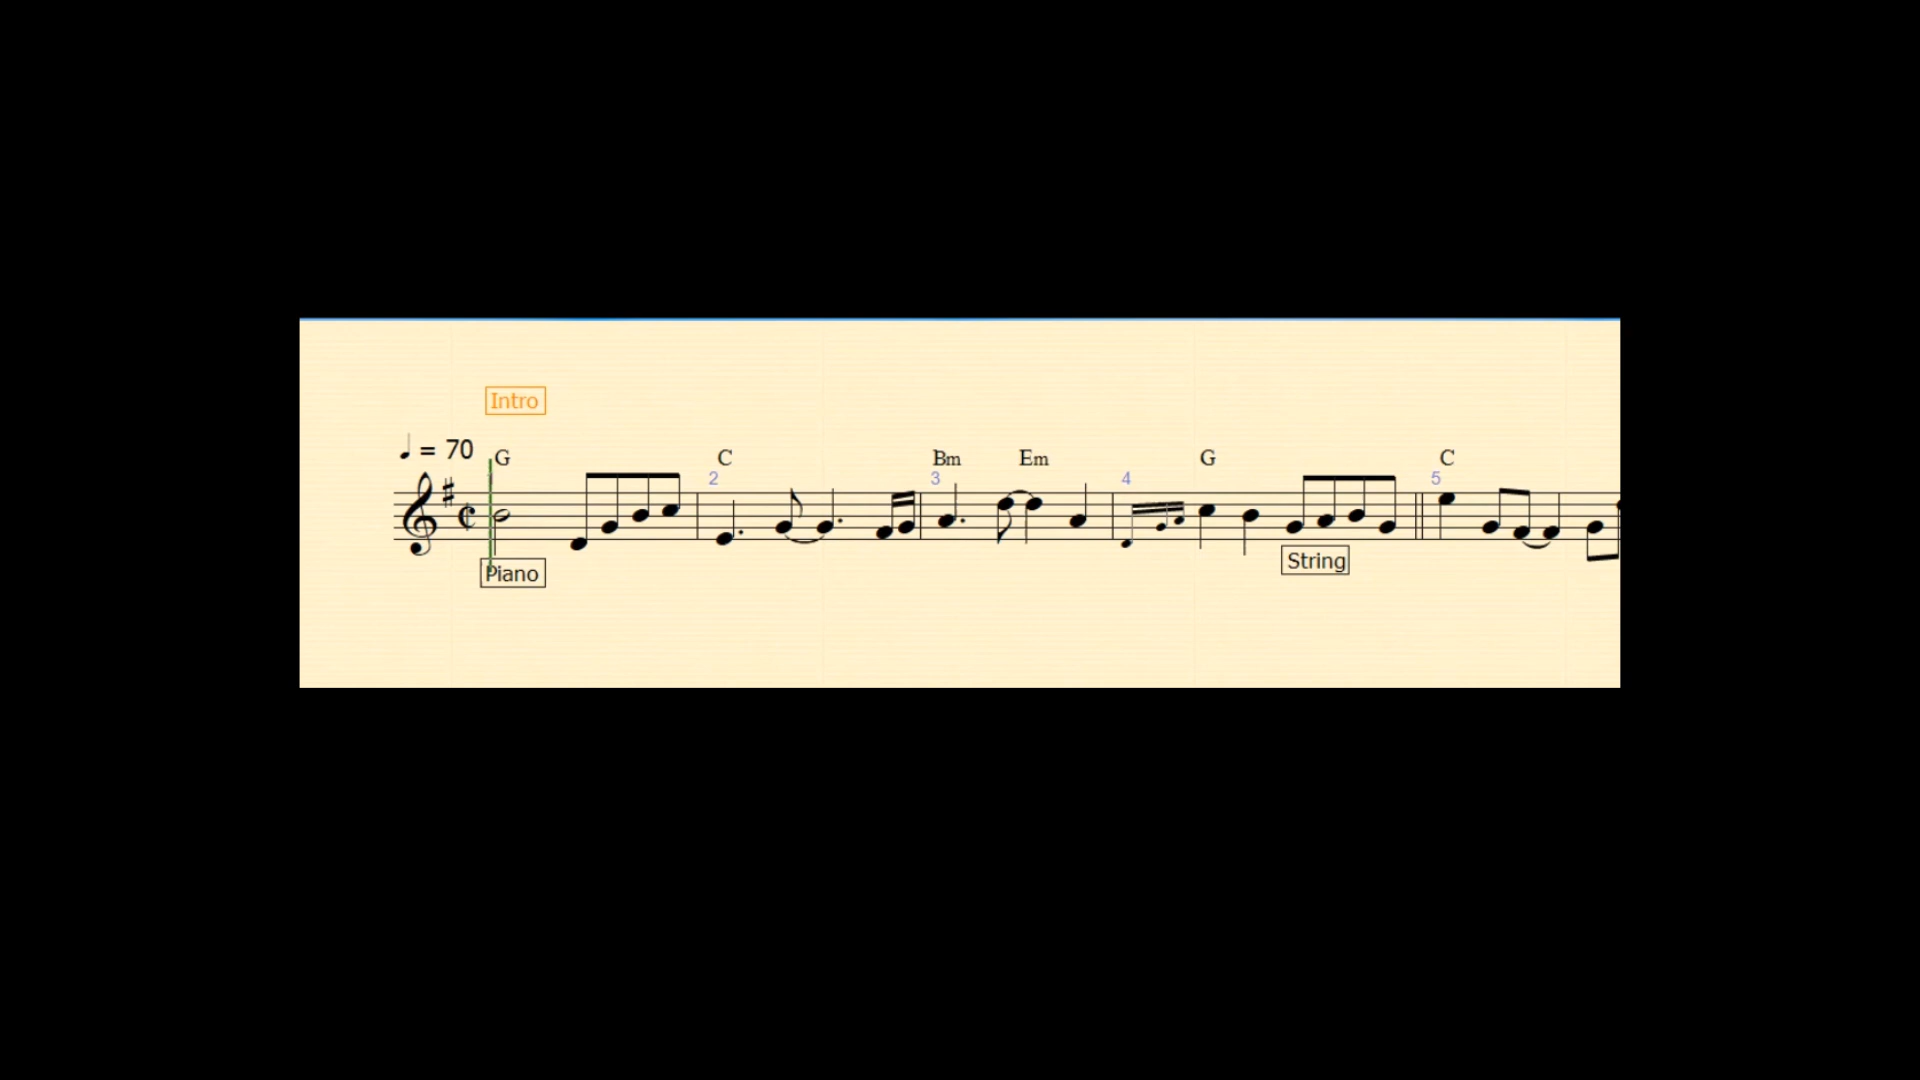 Intro
♩ = 70
G C Bm Em G C
2 3 4 5
Piano String